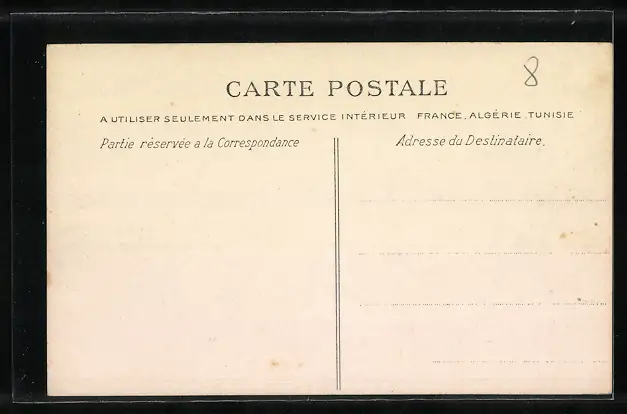 8
CARTE POSTALE
A UTILISER SEULEMENT DANS LE SERVICE INTÉRIEUR FRANCE, ALGÉRIE, TUNISIE
Partie réservée a la Correspondance
Adresse du Destinataire.